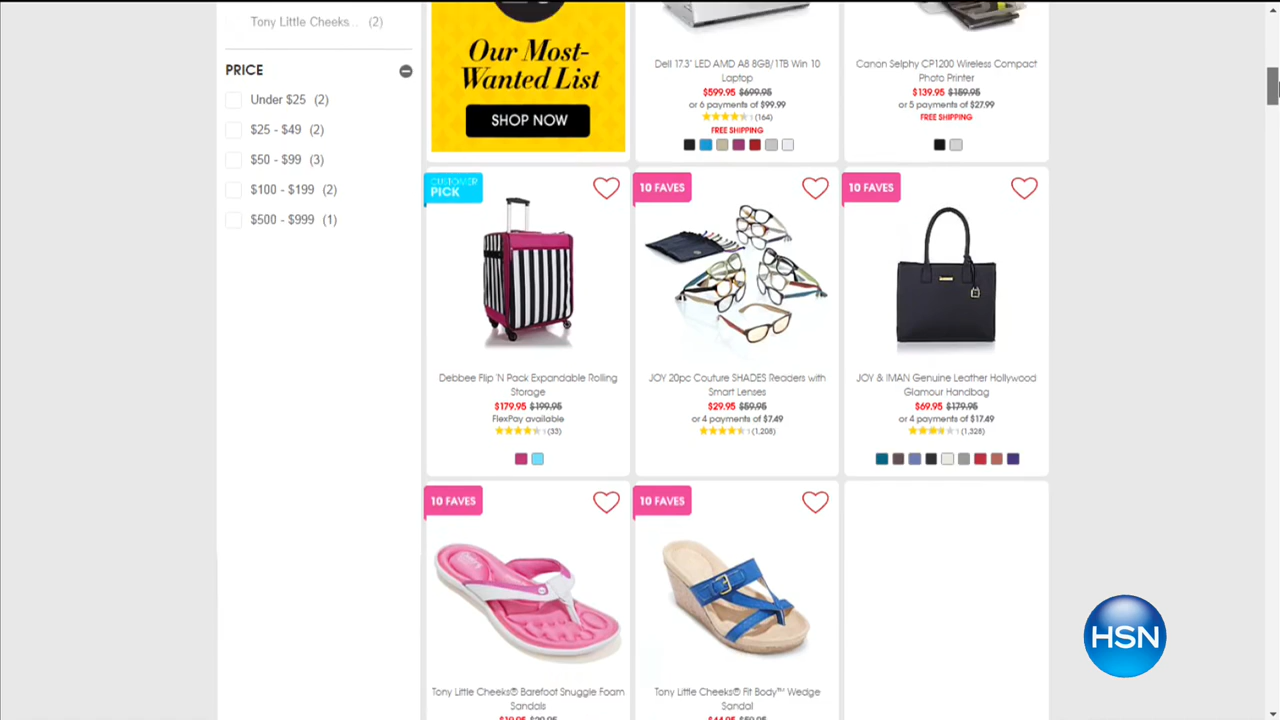 Tony Little Cheeks... (2)
PRICE
Under $25 (2)
$25 - $49 (2)
$50 - $99 (3)
$100 - $199 (2)
$500 - $999 (1)
Our Most-
Wanted List
SHOP NOW
Dell 17.3" LED AMD A8 8GB/1TB Win 10
Laptop
$599.95 $699.95
or 6 payments of $99.99
(164)
FREE SHIPPING
Canon Selphy CP1200 Wireless Compact
Photo Printer
$139.95 $159.95
or 5 payments of $27.99
FREE SHIPPING
CUSTOMER
PICK
Debbee Flip 'N Pack Expandable Rolling
Storage
$179.95 $199.95
FlexPay available
(33)
10 FAVES
JOY 20pc Couture SHADES Readers with
Smart Lenses
$29.95 $59.95
or 4 payments of $7.49
(1,208)
10 FAVES
JOY & IMAN Genuine Leather Hollywood
Glamour Handbag
$69.95 $179.95
or 4 payments of $17.49
(1,328)
10 FAVES
Tony Little Cheeks® Barefoot Snuggle Foam
Sandals
10 FAVES
Tony Little Cheeks® Fit Body™ Wedge
Sandal
HSN